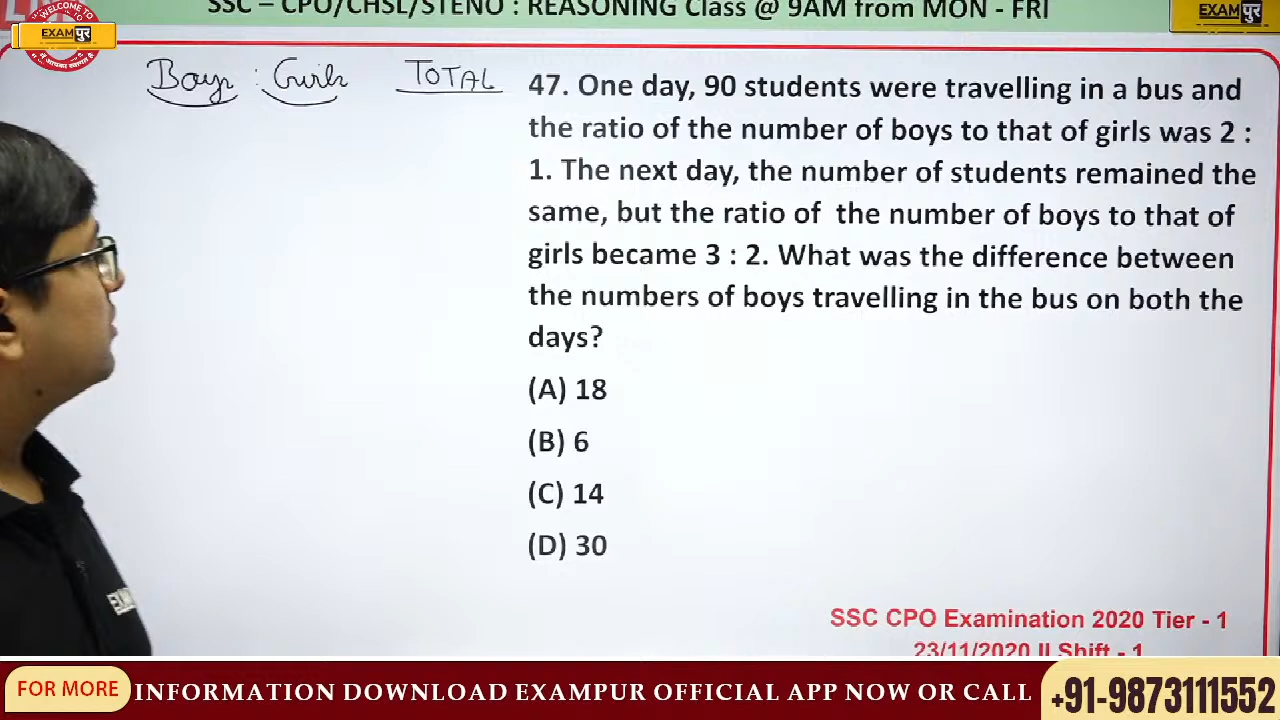 SSC – CPO/CHSL/STENO : REASONING Class @ 9AM from MON - FRI
WELCOME TO
EXAMपुर
में आपका स्वागत है
EXAMपुर
Boys : Girls TOTAL
47. One day, 90 students were travelling in a bus and
the ratio of the number of boys to that of girls was 2 :
1. The next day, the number of students remained the
same, but the ratio of the number of boys to that of
girls became 3 : 2. What was the difference between
the numbers of boys travelling in the bus on both the
days?
(A) 18
(B) 6
(C) 14
(D) 30
SSC CPO Examination 2020 Tier - 1
23/11/2020 II Shift - 1
FOR MORE INFORMATION DOWNLOAD EXAMPUR OFFICIAL APP NOW OR CALL +91-9873111552